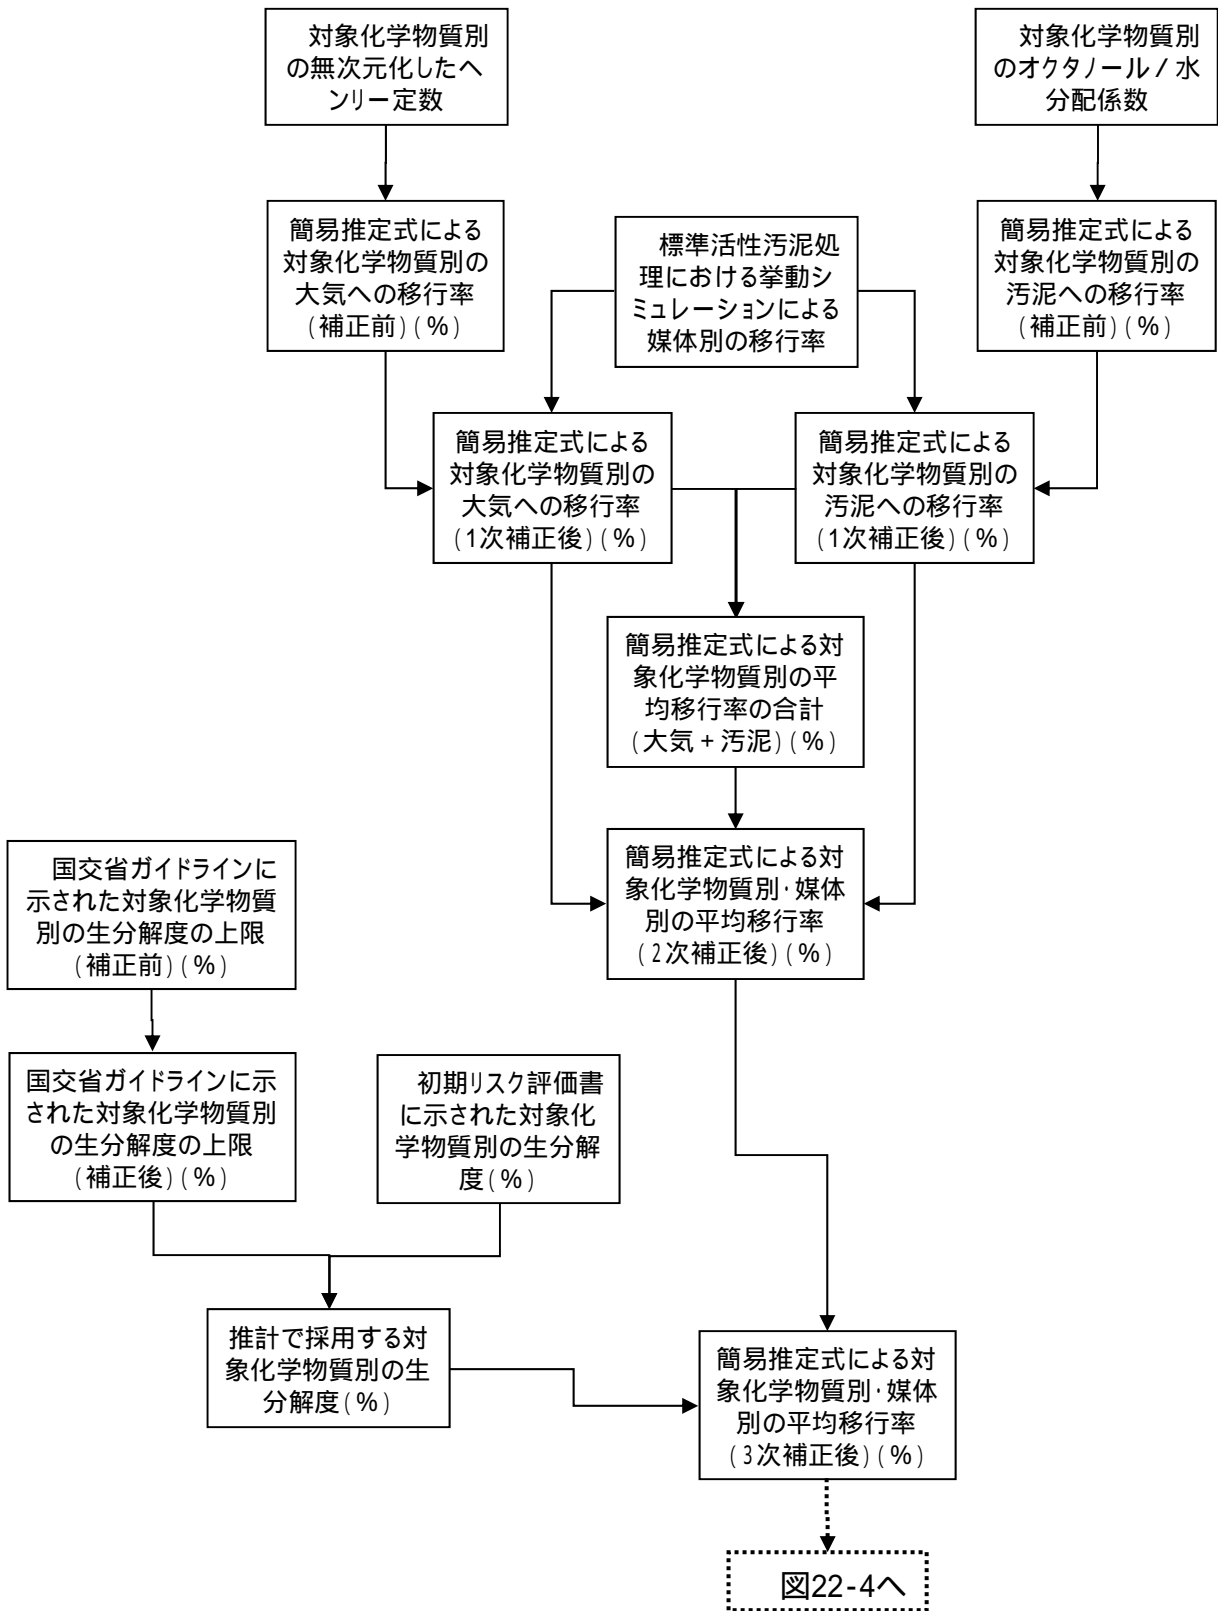 対象化学物質別
の無次元化したヘ
ンリー定数
対象化学物質別
のオクタノール / 水
分配係数
簡易推定式による
対象化学物質別の
大気への移行率
(補正前)(%)
標準活性汚泥処
理における挙動シ
ミュレーションによる
媒体別の移行率
簡易推定式による
対象化学物質別の
汚泥への移行率
(補正前)(%)
簡易推定式による
対象化学物質別の
大気への移行率
(1次補正後)(%)
簡易推定式による
対象化学物質別の
汚泥への移行率
(1次補正後)(%)
簡易推定式による対
象化学物質別の平
均移行率の合計
(大気+汚泥)(%)
簡易推定式による対
象化学物質別・媒体
別の平均移行率
(2次補正後)(%)
国交省ガイドラインに
示された対象化学物質
別の生分解度の上限
(補正前)(%)
国交省ガイドラインに示
された対象化学物質別
の生分解度の上限
(補正後)(%)
初期リスク評価書
に示された対象化
学物質別の生分解
度(%)
推計で採用する対
象化学物質別の生
分解度(%)
簡易推定式による対
象化学物質別・媒体
別の平均移行率
(3次補正後)(%)
図22-4へ